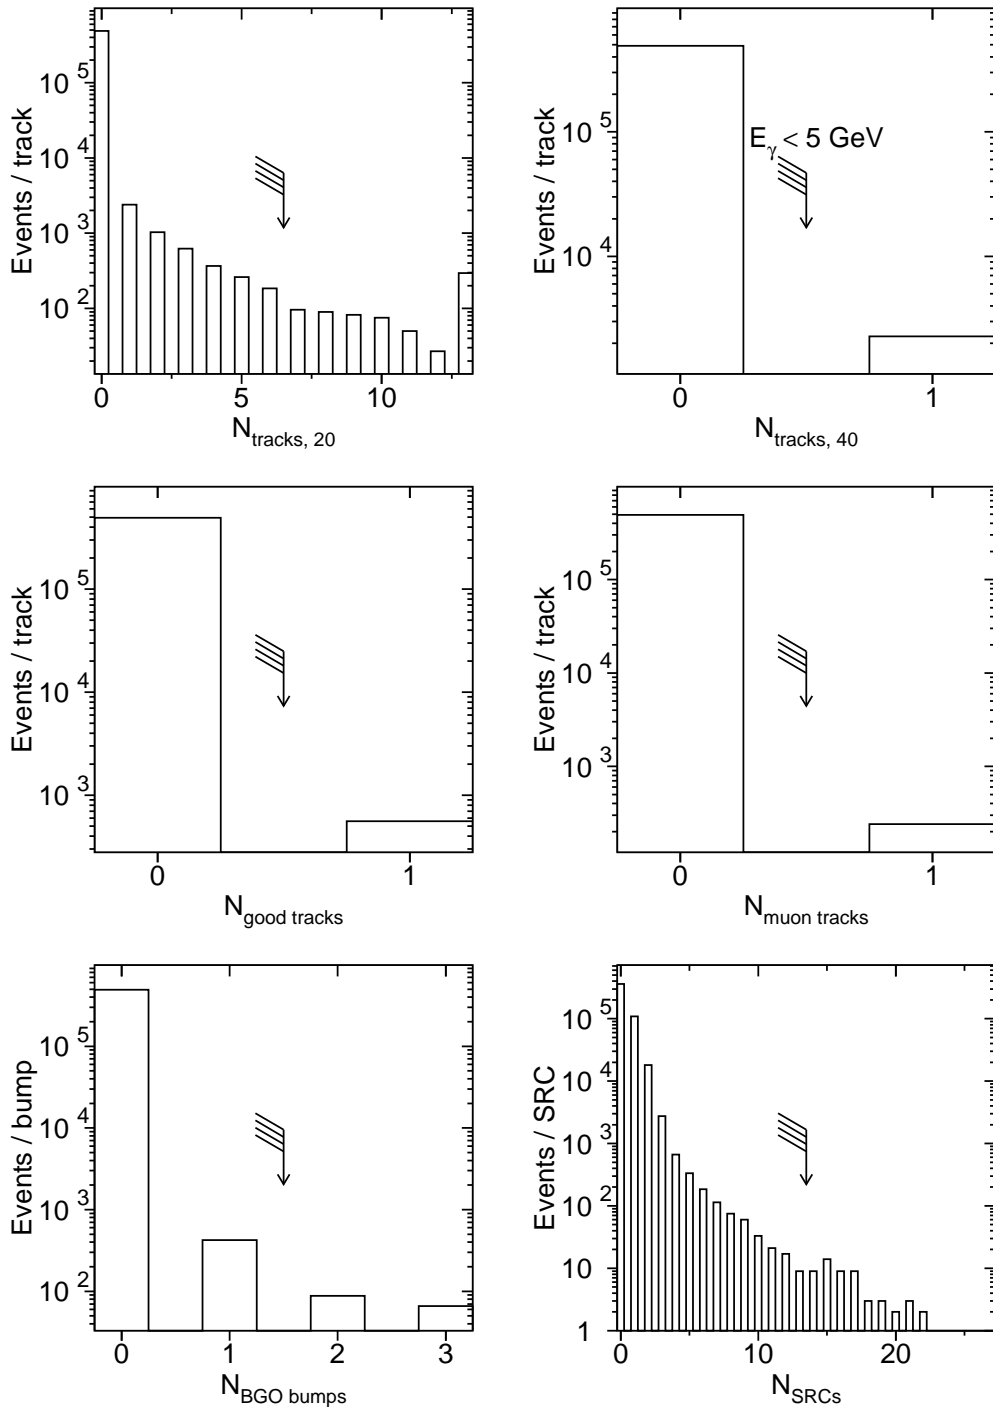 Events / track
10^5
10^4
10^3
10^2
0 5 10
N_tracks, 20
Events / track
10^5
10^4
E_γ < 5 GeV
0 1
N_tracks, 40
Events / track
10^5
10^4
10^3
0 1
N_good tracks
Events / track
10^5
10^4
10^3
0 1
N_muon tracks
Events / bump
10^5
10^4
10^3
10^2
0 1 2 3
N_BGO bumps
Events / SRC
10^5
10^4
10^3
10^2
10
1
0 10 20
N_SRCs